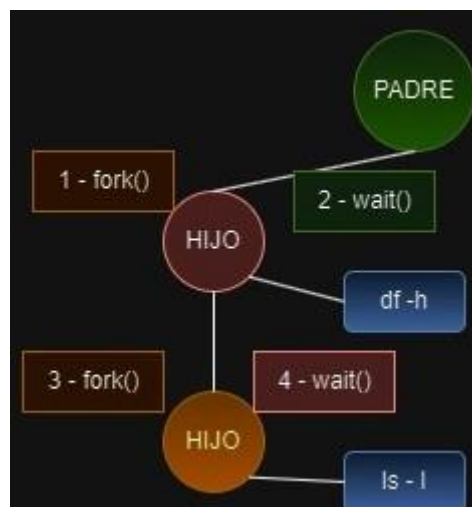 PADRE
1 - fork()
2 - wait()
HIJO
df -h
3 - fork()
4 - wait()
HIJO
ls - l